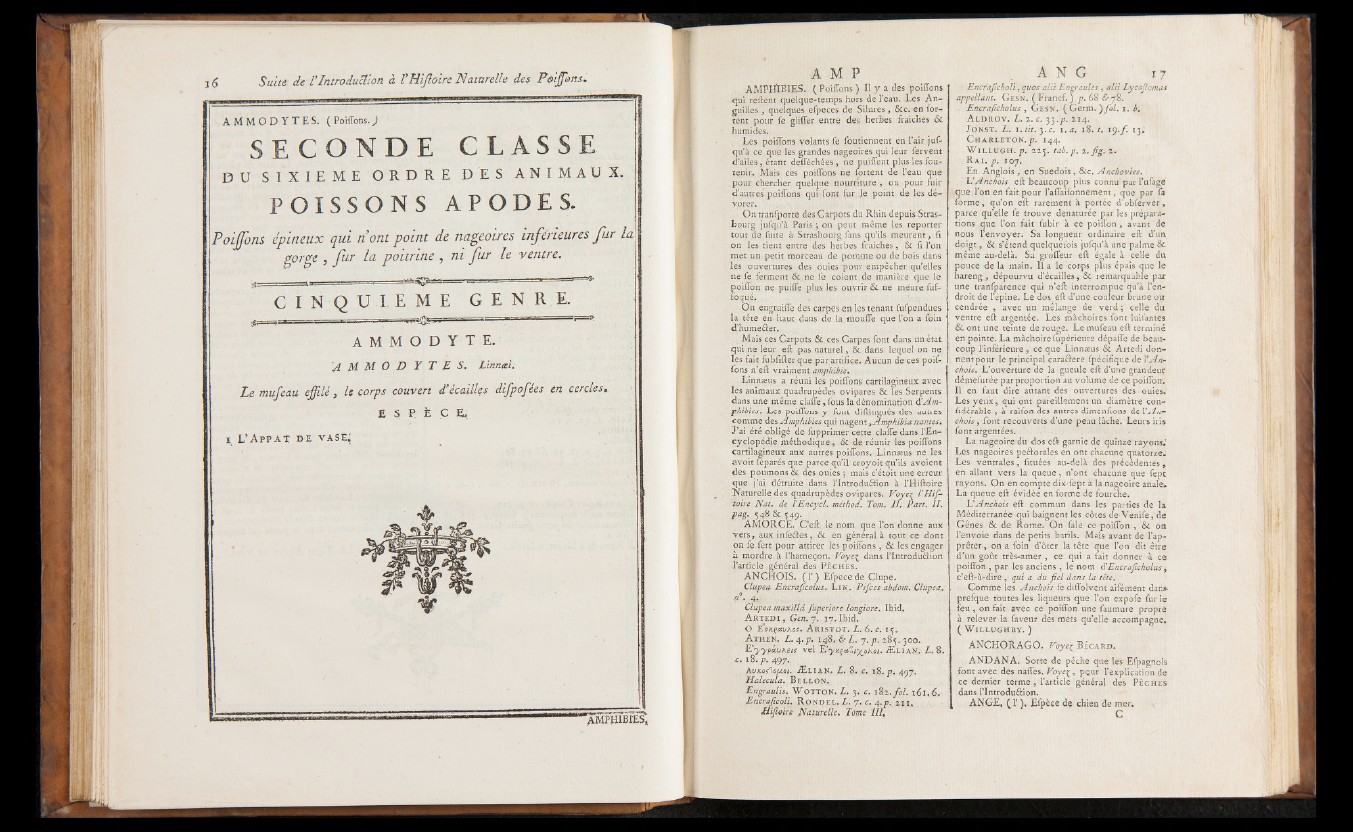 16 Suite de l'Introduction à l'Hiſtoire Naturelle des Poiſſons.
AMMODYTES. (Poiſſons.)
SECONDE CLASSE
DU SIXIEME ORDRE DES ANIMAUX.
POISSONS APODES.
Poiſſons épineux qui n'ont point de nageoires inférieures ſur la
gorge, ſur la poitrine, ni ſur le ventre.
CINQUIEME GENRE.
AMMODYTE.
AMMODYTES. Linnæi.
Le muſeau effilé, le corps couvert d'écailles diſpoſées en cercles.
ESPÈCE.
1. L'APPAT DE VASE.
AMPHIBIES,
AMP
AMPHIBIES. (Poiſſons) Il y a des poiſſons
qui reſtent quelque-temps hors de l'eau. Les An-
guilles, quelques eſpeces de Silures, &c. en ſor-
tent pour ſe gliſſer entre des herbes fraîches &
humides.
Les poiſſons volants ſe ſoutiennent en l'air juſ-
qu'à ce que les grandes nageoires qui leur ſervent
d'ailes, étant deſſéchées, ne puiſſent plus les ſou-
tenir. Mais ces poiſſons ne ſortent de l'eau que
pour chercher quelque nourriture, ou pour fuir
d'autres poiſſons qui ſont ſur le point de les dé-
vorer.
On tranſporte des Carpots du Rhin depuis Stras-
bourg juſqu'à Paris; on peut même les reporter
tout de ſuite à Strasbourg ſans qu'ils meurent, ſi
on les tient entre des herbes fraiches, & ſi l'on
met un petit morceau de pomme ou de bois dans
les ouvertures des ouies pour empêcher qu'elles
ne ſe ferment & ne ſe colent de manière que le
poiſſon ne puiſſe plus les ouvrir & ne meure ſuf-
foqué.
On engraiſſe des carpes en les tenant ſuſpendues
la tête en haut dans de la mouſſe que l'on a ſoin
d'humecter.
Mais ces Carpots & ces Carpes ſont dans un état
qui ne leur eſt pas naturel, & dans lequel on ne
les fait ſubſiſter que par artifice. Aucun de ces poiſ-
ſons n'eſt vraiment amphibie.
Linnæus a réuni les poiſſons cartilagineux avec
les animaux quadrupèdes ovipares & les Serpents
dans une même claſſe, ſous la dénomination d'Am-
phibies. Les poiſſons y ſont diſtingués des autres
comme des Amphibies qui nagent, Amphibia nantes.
J'ai été obligé de ſupprimer cette claſſe dans l'En-
cyclopédie méthodique, & de réunir les poiſſons
cartilagineux aux autres poiſſons. Linnæus ne les
avoit ſéparés que parce qu'il croyoit qu'ils avoient
des poumons & des ouies; mais c'étoit une erreur
que j'ai détruite dans l'Introduction à l'Hiſtoire
Naturelle des quadrupèdes ovipares. Voyez l'Hiſ-
toire Nat. de l'Encycl. méthod. Tom. II. Part. II.
pag. 548 & 549.
AMORCE. C'eſt le nom que l'on donne aux
vers, aux inſectes, & en général à tout ce dont
on ſe ſert pour attirer les poiſſons, & les engager
à mordre à l'hameçon. Voyez dans l'Introduction
l'article général des PÊCHES.
ANCHOIS. (l') Eſpece de Clupe.
Clupea Encraſicolus. LIN. Piſces abdom. Clupea.
n°. 4.
Clupea maxillâ ſuperiore longiore. Ibid.
ARTEDI, Gen. 7. 17. Ibid.
ARISTOT. L. 6. c. 15.
ATHEN. L. 4. p. 148. & L. 7. p. 285. 300.
vel ÆLIAN. L. 8.
c. 18. p. 497.
ÆLIAN. L. 8. c. 18. p. 497.
Halecula. BELLON.
Engraulis. WOTTON. L. 3. c. 182. fol. 161. 6.
Encraſicoli. RONDEL. L. 7. c. 4. p. 211.
Hiſtoire Naturelle. Tome III.
ANG 17
Encraſicholi, quos alii Engraules, alii Lycoſtomas
appellant. GESN. (Francf.) p. 68 & 78.
Encraſicholus, GESN. (Germ.) fol. 1. b.
ALDROV. L. 2. c. 33. p. 214.
JONST. L. 1. tit. 3. c. 1. a. 18. t. 19. f. 13.
CHARLETON. p. 144.
WILLUGH. p. 225. tab. p. 2. fig. 2.
RAI. p. 107.
En Anglois, en Suédois, &c. Anchovies.
L'Anchois eſt beaucoup plus connu par l'uſage
que l'on en fait pour l'aſſaiſonnement, que par ſa
forme, qu'on eſt rarement à portée d'obſerver,
parce qu'elle ſe trouve dénaturée par les prépara-
tions que l'on fait ſubir à ce poiſſon, avant de
nous l'envoyer. Sa longueur ordinaire eſt d'un
doigt, & s'étend quelquefois juſqu'à une palme &
même au-delà. Sa groſſeur eſt égale à celle du
pouce de la main. Il a le corps plus épais que le
hareng, dépourvu d'écailles, & remarquable par
une tranſparence qui n'eſt interrompue qu'à l'en-
droit de l'épine. Le dos eſt d'une couleur brune ou
cendrée, avec un mélange de verd; celle du
ventre eſt argentée. Les mâchoires ſont luiſantes
& ont une teinte de rouge. Le muſeau eſt terminé
en pointe. La mâchoire ſupérieure dépaſſe de beau-
coup l'inférieure, ce que Linnæus & Artedi don-
nent pour le principal caractere ſpécifique de l'An-
chois. L'ouverture de la gueule eſt d'une grandeur
démeſurée par proportion au volume de ce poiſſon.
Il en faut dire autant des ouvertures des ouies.
Les yeux, qui ont pareillement un diamètre con-
ſidérable, à raiſon des autres dimenſions de l'An-
chois, ſont recouverts d'une peau lâche. Leurs iris
ſont argentées.
La nageoire du dos eſt garnie de quinze rayons.
Les nageoires pectorales en ont chacune quatorze.
Les ventrales, ſituées au-delà des précédentes,
en allant vers la queue, n'ont chacune que ſept
rayons. On en compte dix-ſept à la nageoire anale.
La queue eſt évidée en forme de fourche.
L'Anchois eſt commun dans les parties de la
Méditerranée qui baignent les côtes de Veniſe, de
Gênes & de Rome. On ſale ce poiſſon, & on
l'envoie dans de petits barils. Mais avant de l'ap-
prêter, on a ſoin d'ôter la tête que l'on dit être
d'un goût très-amer, ce qui a fait donner à ce
poiſſon, par les anciens, le nom d'Encraſicholus,
c'eſt-à-dire, qui a du fiel dans la tête.
Comme les Anchois ſe diſſolvent aiſément dans
preſque toutes les liqueurs que l'on expoſe ſur le
feu, on fait avec ce poiſſon une ſaumure propre
à relever la ſaveur des mets qu'elle accompagne.
(WILLUGHBY.)
ANCHORAGO. Voyez BÉCARD.
ANDANA. Sorte de pêche que les Eſpagnols
font avec des naſſes. Voyez, pour l'explication de
ce dernier terme, l'article général des PÊCHES
dans l'Introduction.
ANGE, (l'). Eſpèce de chien de mer.
C